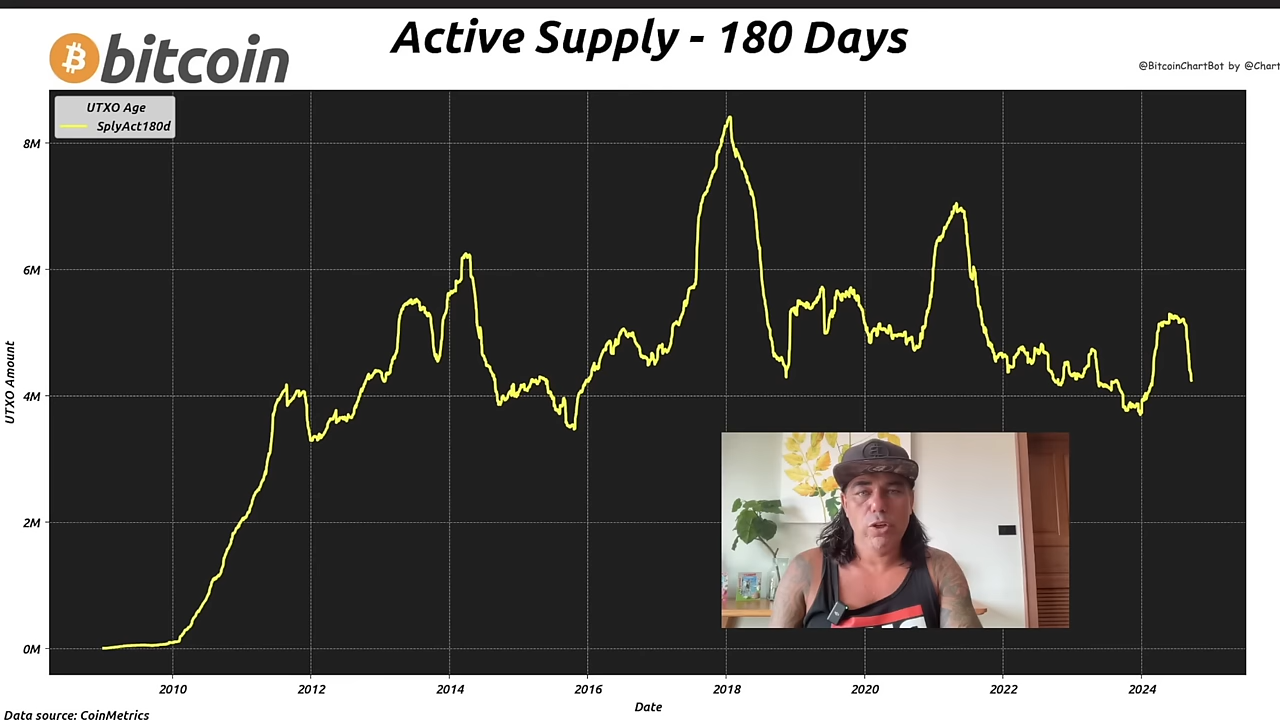 bitcoin
Active Supply - 180 Days
@BitcoinChartBot by @Chart
UTXO Age
SplyAct180d
8M
6M
4M
2M
0M
UTXO Amount
2010 2012 2014 2016 2018 2020 2022 2024
Date
Data source: CoinMetrics